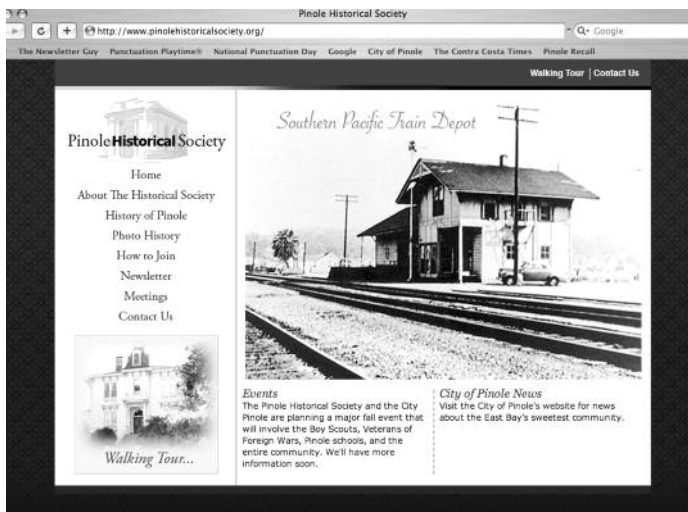 Pinole Historical Society
http://www.pinolehistoricalsociety.org/
Google
The Newsletter Guy Punctuation Playtime® National Punctuation Day Google City of Pinole The Contra Costa Times Pinole Recall
Walking Tour | Contact Us
Pinole Historical Society
Home
About The Historical Society
History of Pinole
Photo History
How to Join
Newsletter
Meetings
Contact Us
Walking Tour...
Southern Pacific Train Depot
Events
The Pinole Historical Society and the City
Pinole are planning a major fall event that
will involve the Boy Scouts, Veterans of
Foreign Wars, Pinole schools, and the
entire community. We'll have more
information soon.
City of Pinole News
Visit the City of Pinole's website for news
about the East Bay's sweetest community.